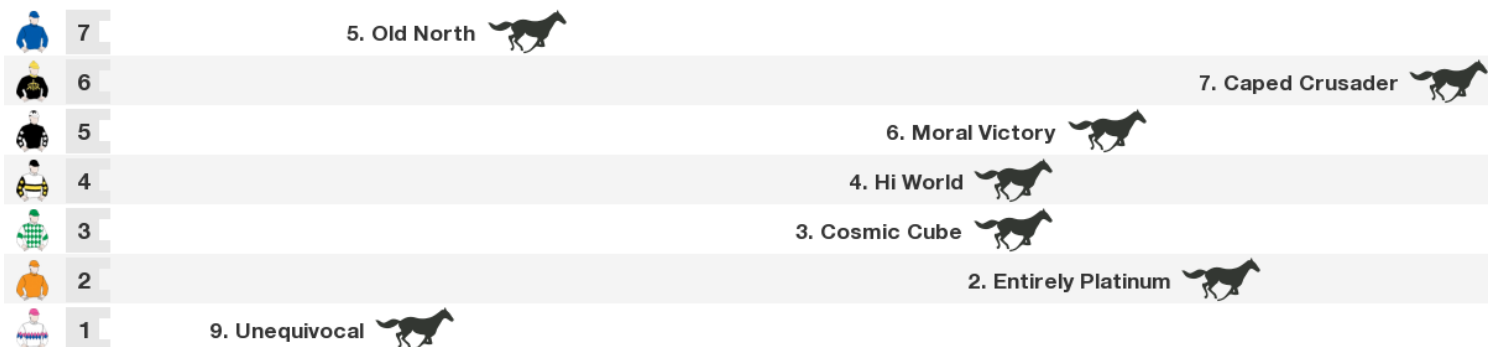 7 5. Old North
6 7. Caped Crusader
5 6. Moral Victory
4 4. Hi World
3 3. Cosmic Cube
2 2. Entirely Platinum
1 9. Unequivocal